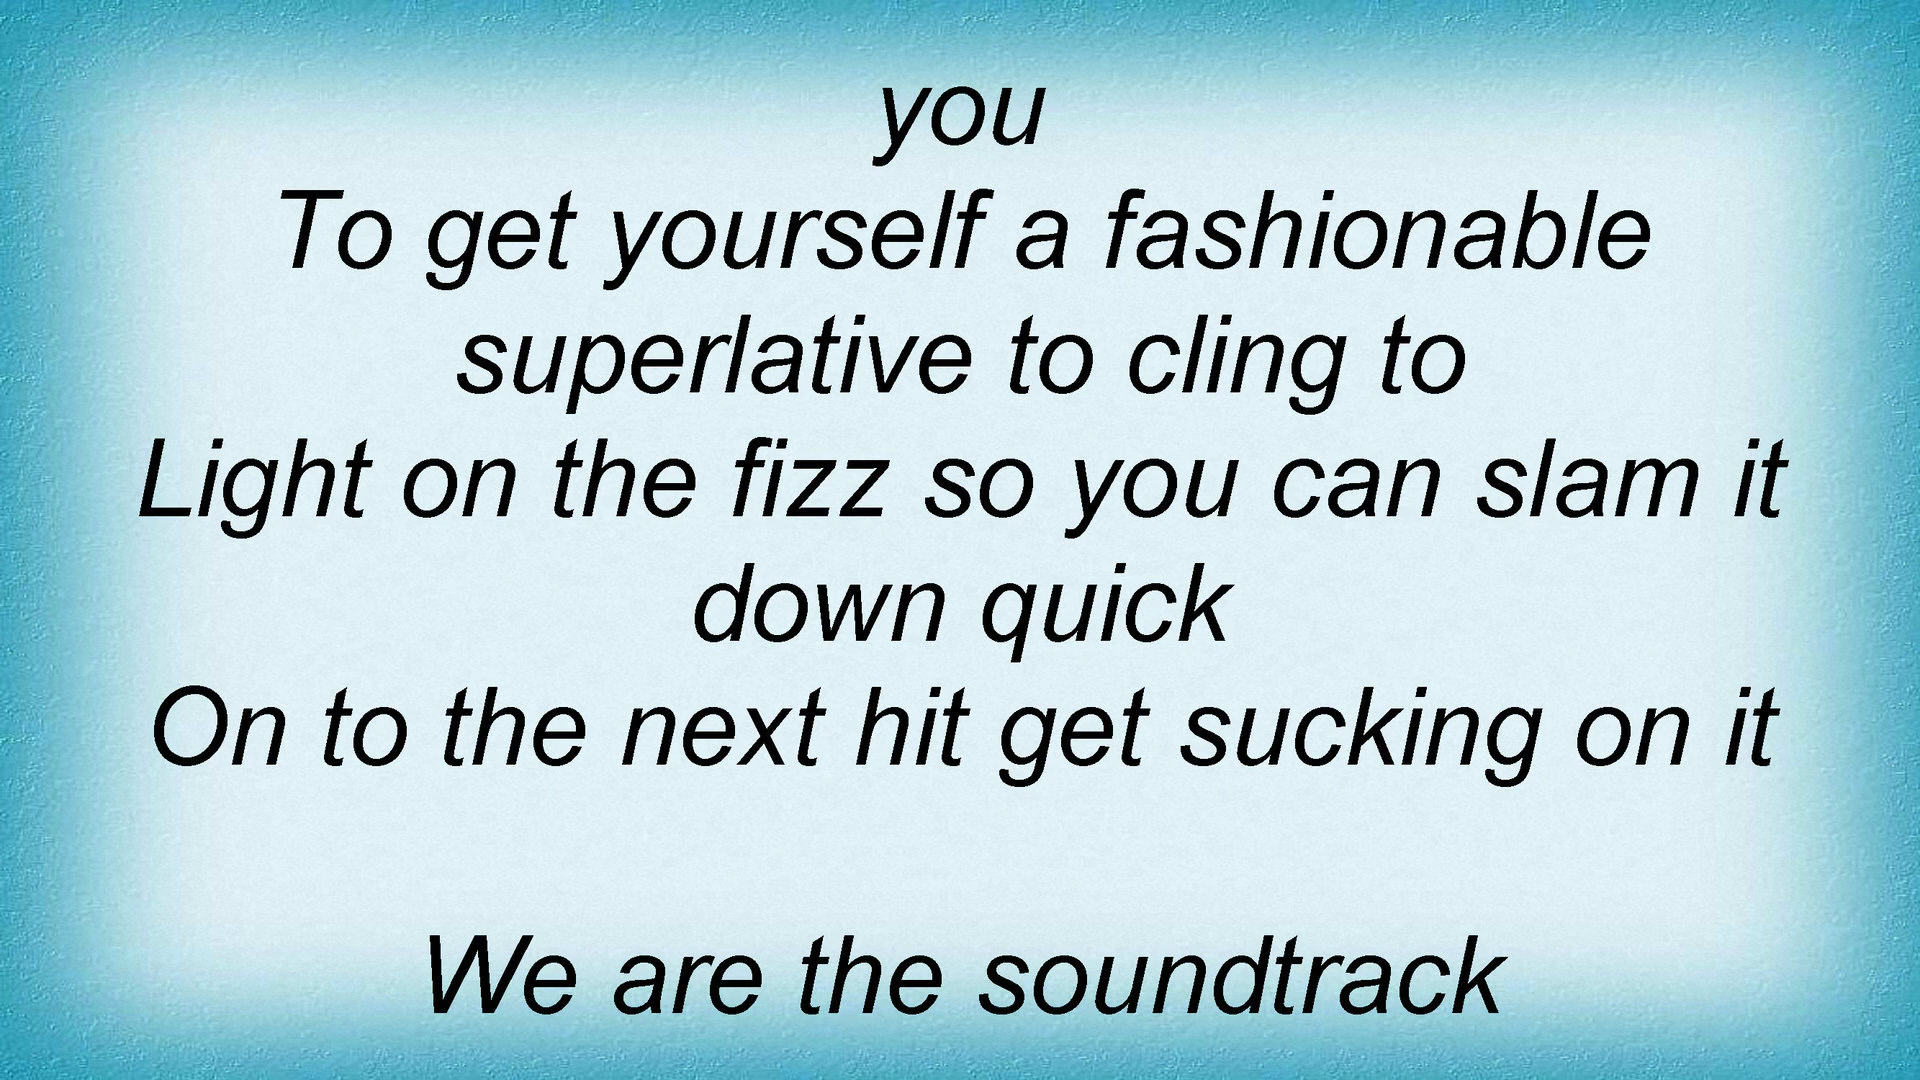 you
To get yourself a fashionable
superlative to cling to
Light on the fizz so you can slam it
down quick
On to the next hit get sucking on it
We are the soundtrack